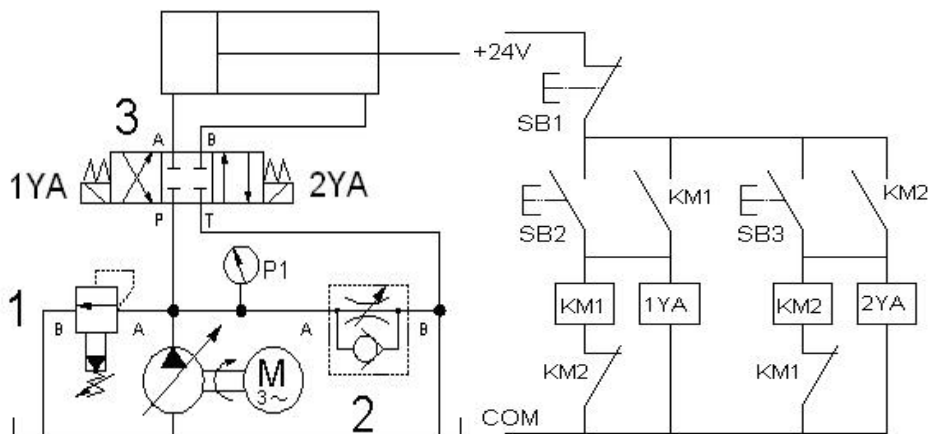 +24V
SB1
3
A B
1YA
2YA
P T
KM1
KM2
SB2
SB3
P1
1
B A
A B
KM1
1YA
KM2
2YA
M
3~
2
KM2
KM1
COM